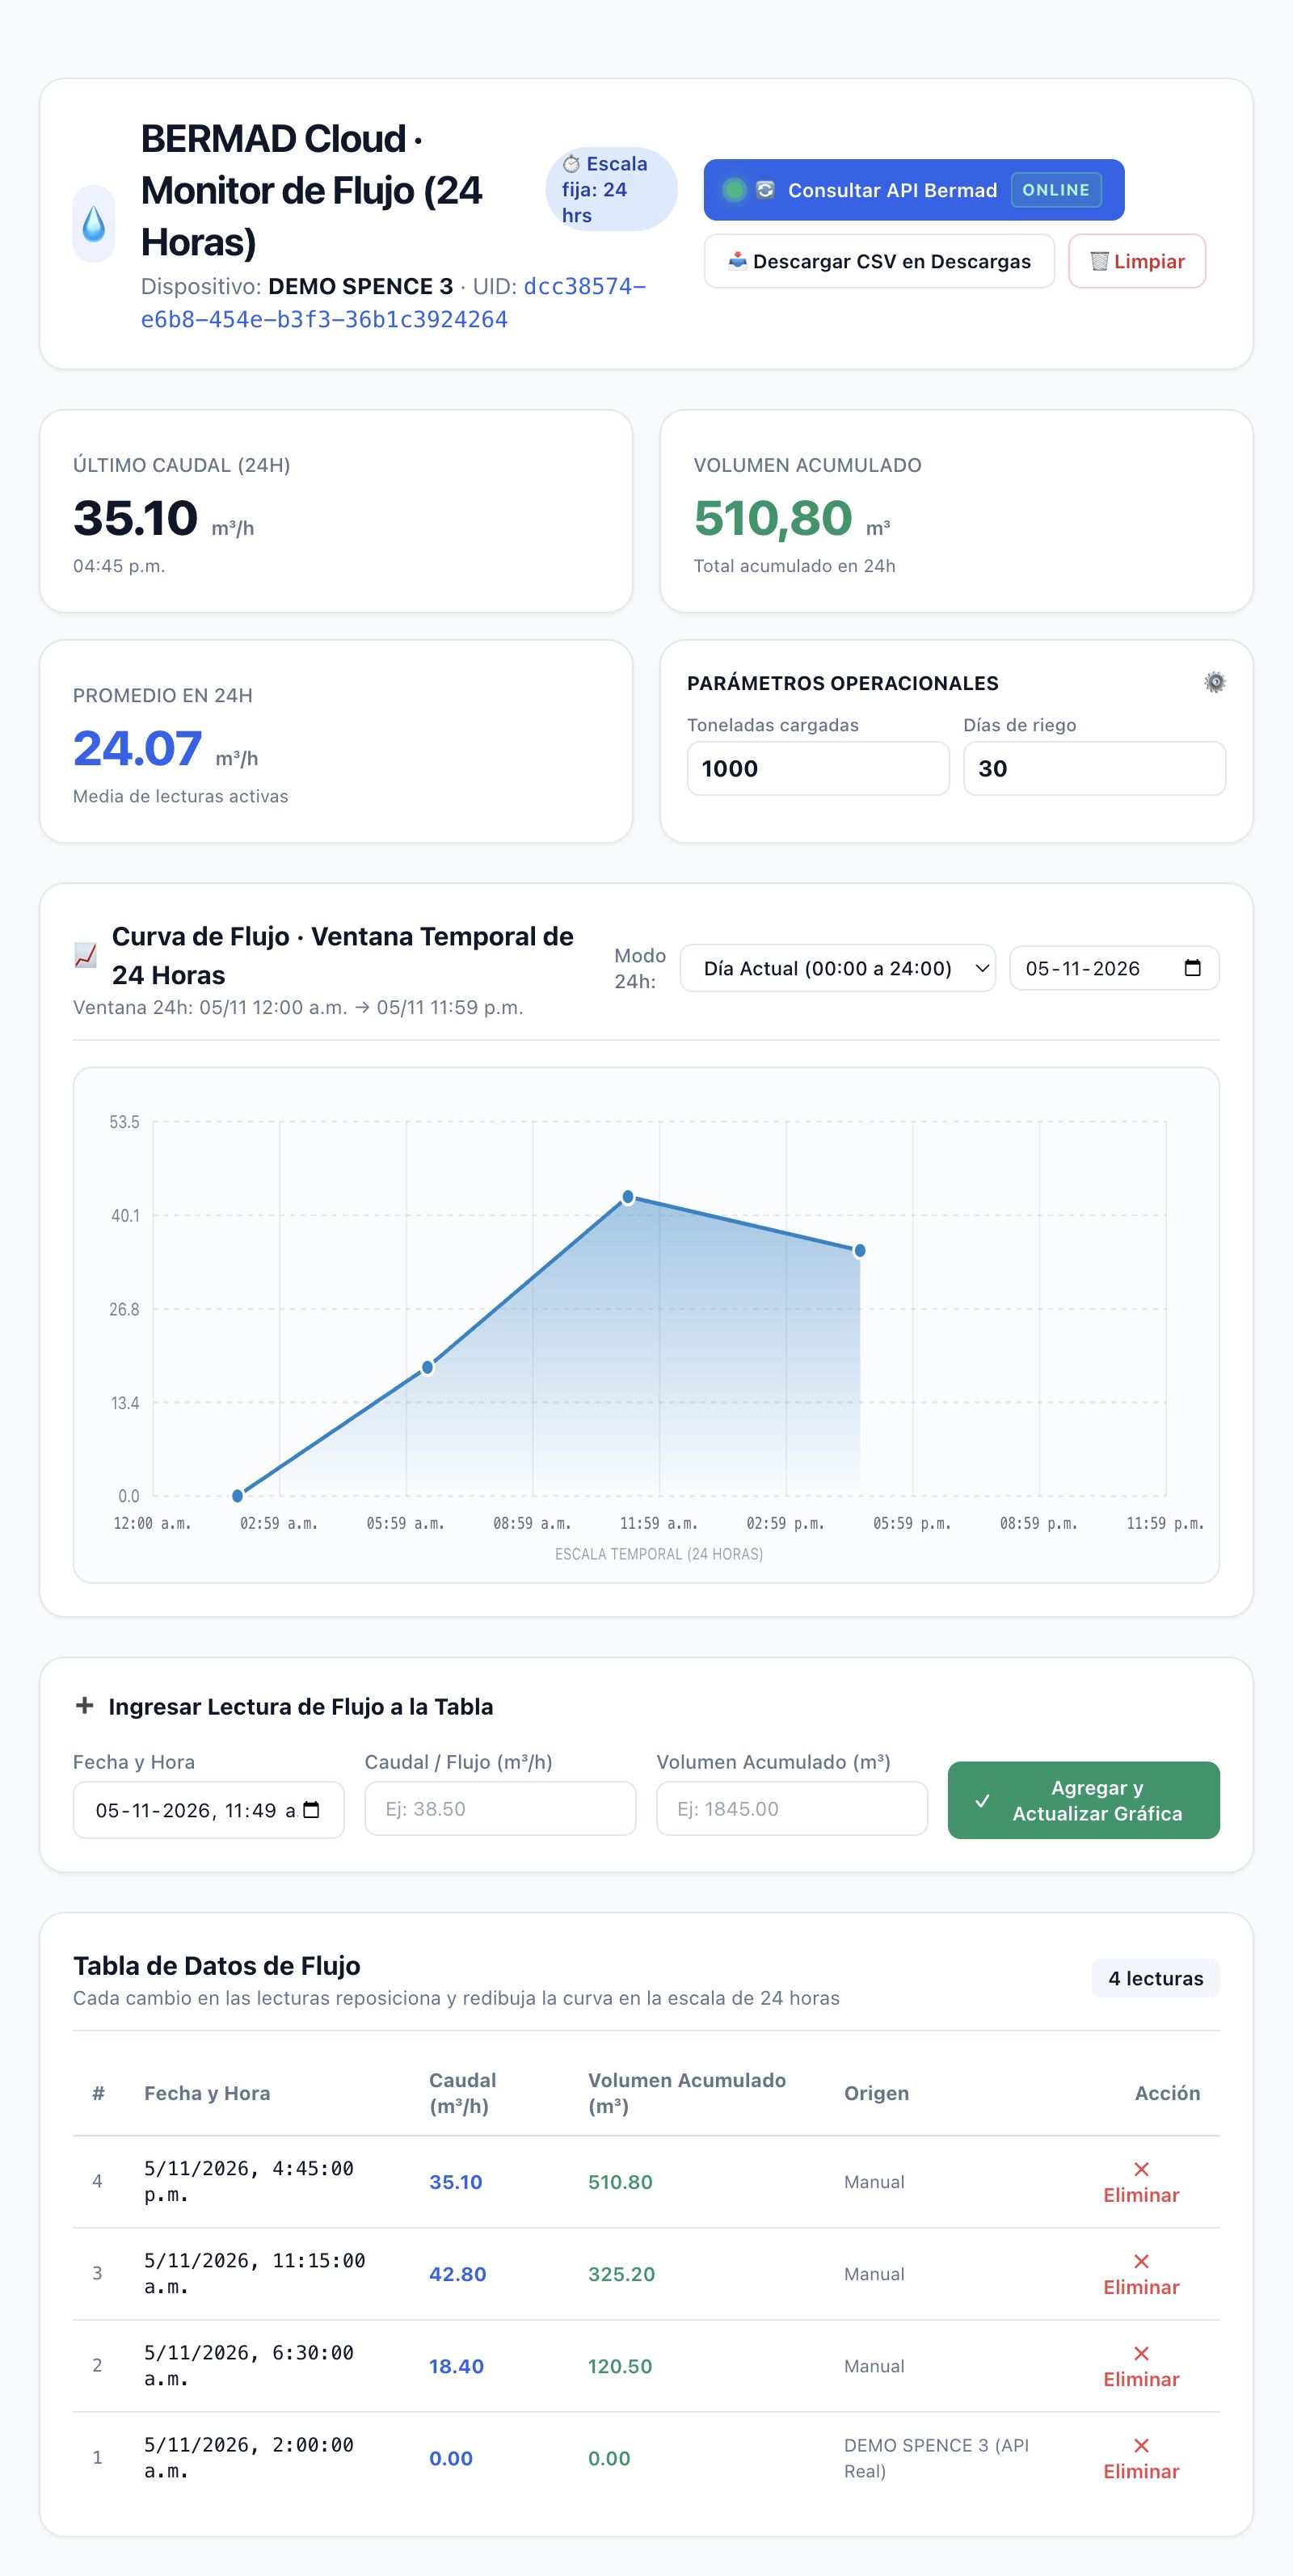 BERMAD Cloud ·
Monitor de Flujo (24
Horas)
Dispositivo: DEMO SPENCE 3 · UID: dcc38574-
e6b8-454e-b3f3-36b1c3924264
Escala
fija: 24
hrs
Consultar API Bermad ONLINE
Descargar CSV en Descargas
Limpiar
ÚLTIMO CAUDAL (24H)
35.10 m³/h
04:45 p.m.
VOLUMEN ACUMULADO
510,80 m³
Total acumulado en 24h
PROMEDIO EN 24H
24.07 m³/h
Media de lecturas activas
PARÁMETROS OPERACIONALES
Toneladas cargadas
1000
Días de riego
30
Curva de Flujo · Ventana Temporal de
24 Horas
Ventana 24h: 05/11 12:00 a.m. → 05/11 11:59 p.m.
Modo
24h:
Día Actual (00:00 a 24:00)
05-11-2026
53.5
40.1
26.8
13.4
0.0
12:00 a.m. 02:59 a.m. 05:59 a.m. 08:59 a.m. 11:59 a.m. 02:59 p.m. 05:59 p.m. 08:59 p.m. 11:59 p.m.
ESCALA TEMPORAL (24 HORAS)
Ingresar Lectura de Flujo a la Tabla
Fecha y Hora
05-11-2026, 11:49 a.
Caudal / Flujo (m³/h)
Ej: 38.50
Volumen Acumulado (m³)
Ej: 1845.00
✓ Agregar y
Actualizar Gráfica
Tabla de Datos de Flujo
Cada cambio en las lecturas reposiciona y redibuja la curva en la escala de 24 horas
4 lecturas
# Fecha y Hora Caudal (m³/h) Volumen Acumulado (m³) Origen Acción
4 5/11/2026, 4:45:00 p.m. 35.10 510.80 Manual ✕ Eliminar
3 5/11/2026, 11:15:00 a.m. 42.80 325.20 Manual ✕ Eliminar
2 5/11/2026, 6:30:00 a.m. 18.40 120.50 Manual ✕ Eliminar
1 5/11/2026, 2:00:00 a.m. 0.00 0.00 DEMO SPENCE 3 (API Real) ✕ Eliminar